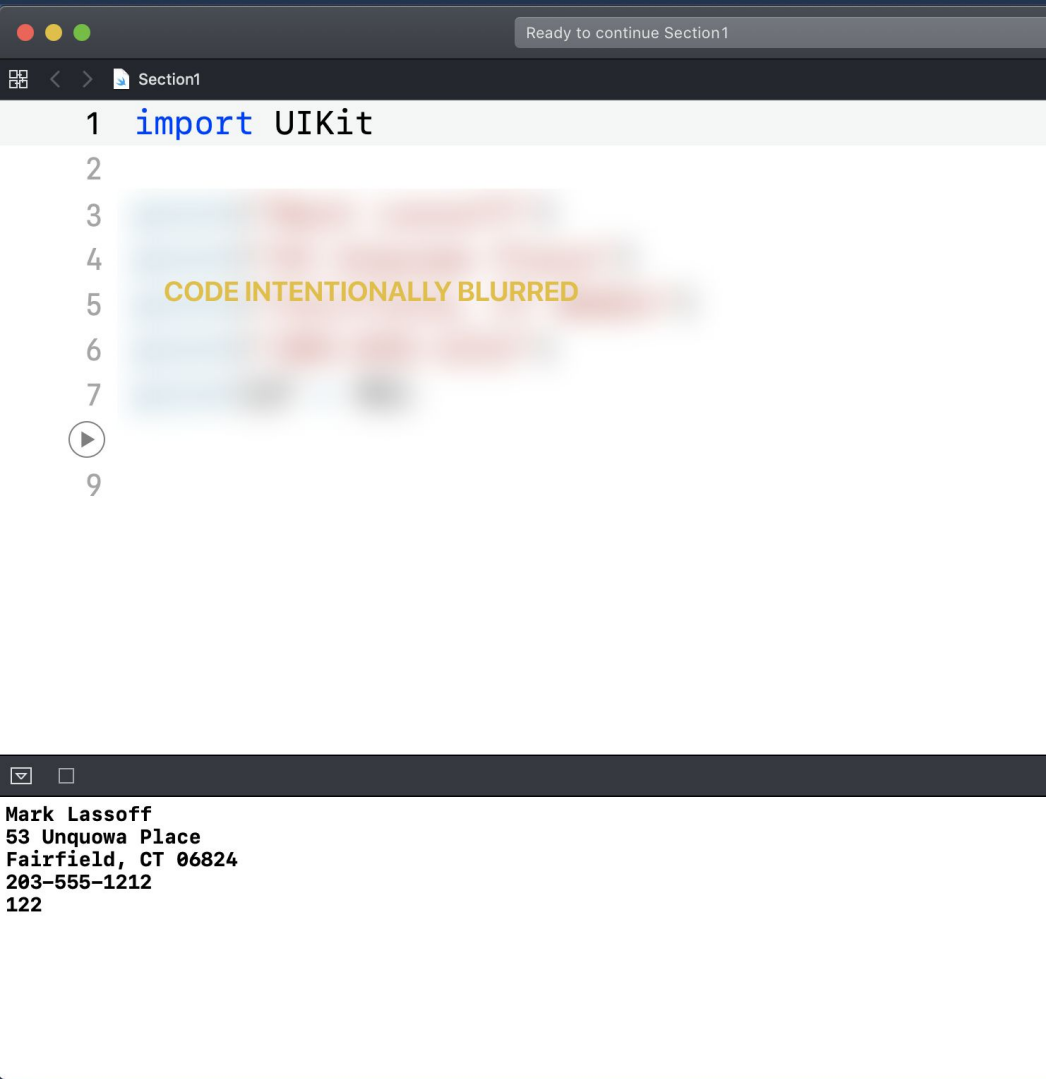 Ready to continue Section1
Section1
1 import UIKit
2
3
4
CODE INTENTIONALLY BLURRED
5
6
7
9
Mark Lassoff
53 Unquowa Place
Fairfield, CT 06824
203-555-1212
122